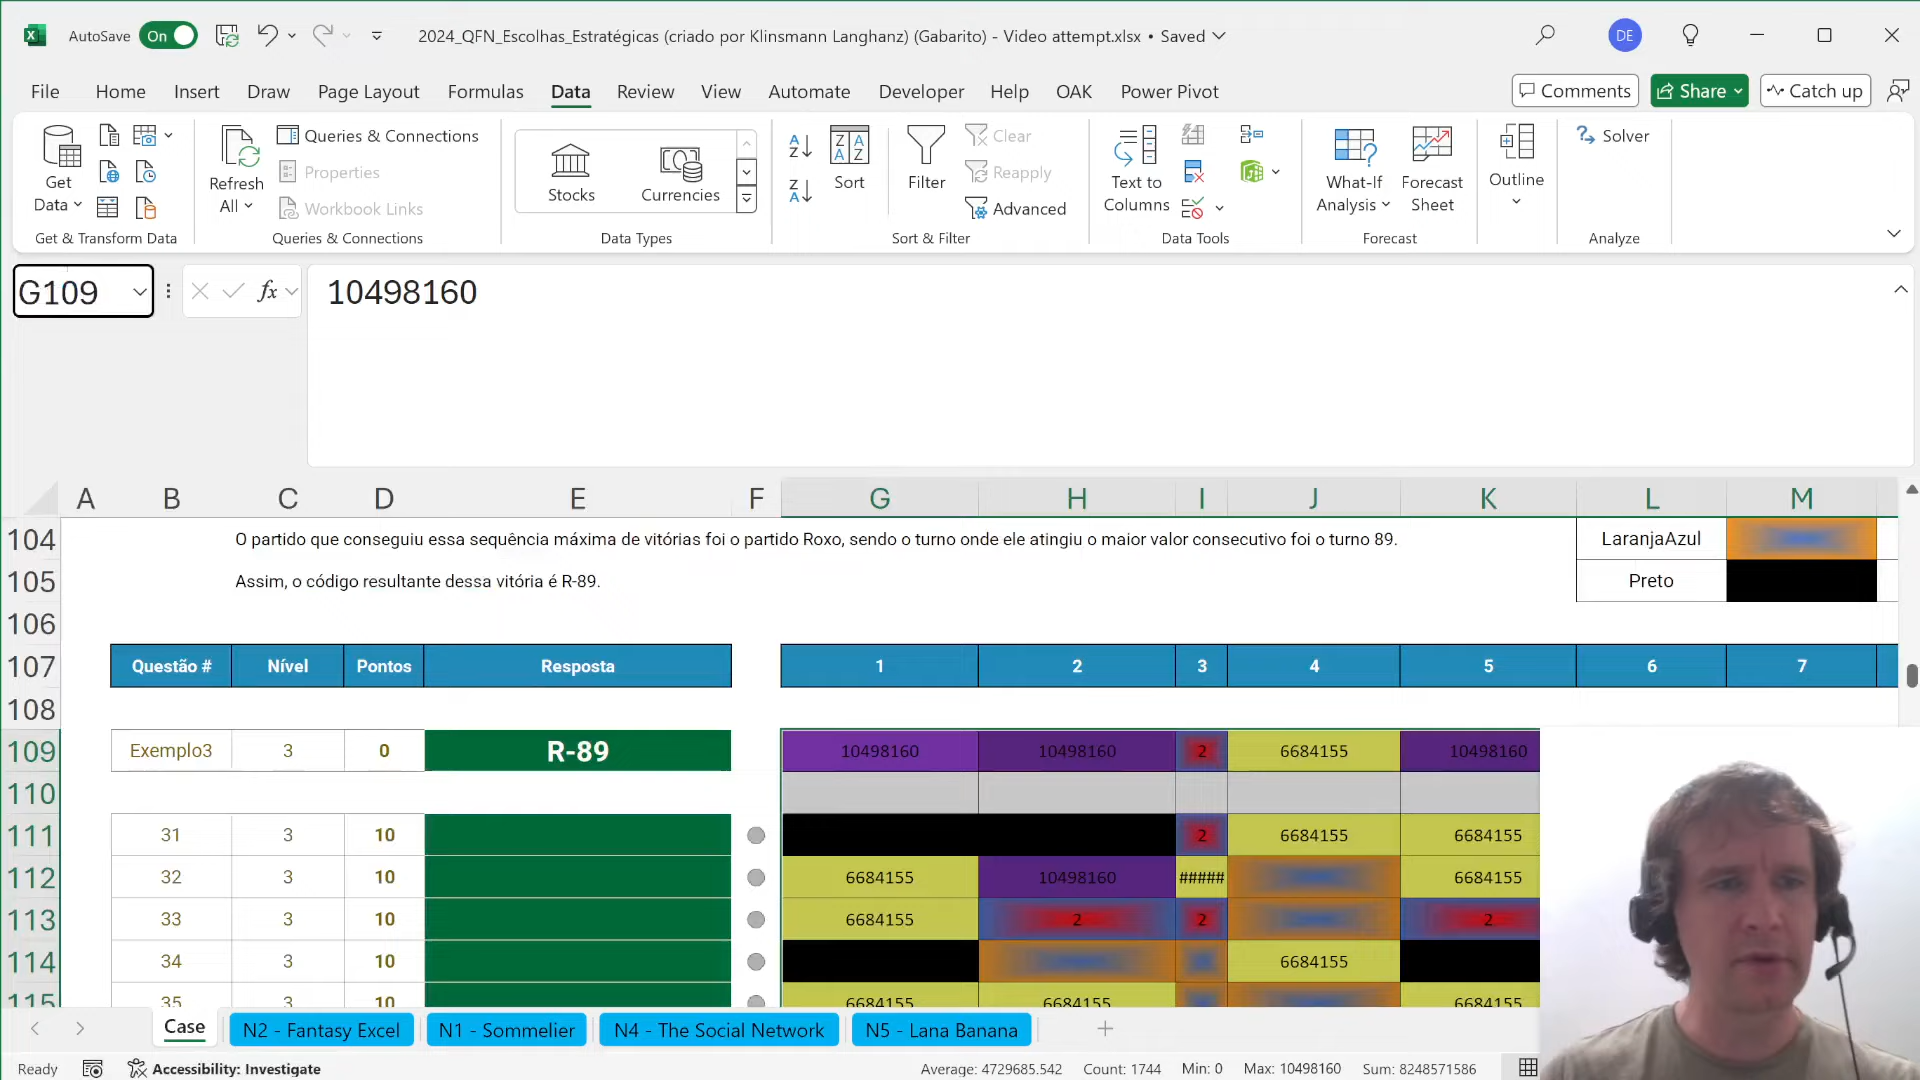 AutoSave On 2024_QFN_Escolhas_Estratégicas (criado por Klinsmann Langhanz) (Gabarito) - Video attempt.xlsx • Saved DE
File Home Insert Draw Page Layout Formulas Data Review View Automate Developer Help OAK Power Pivot Comments Share Catch up
Get Data
Refresh All
Queries & Connections
Properties
Workbook Links
Stocks
Currencies
Sort
Filter
Clear
Reapply
Advanced
Text to Columns
What-If Analysis
Forecast Sheet
Outline
Solver
Get & Transform Data Queries & Connections Data Types Sort & Filter Data Tools Forecast Analyze
G109 fx 10498160
A B C D E F G H I J K L M
104 O partido que conseguiu essa sequência máxima de vitórias foi o partido Roxo, sendo o turno onde ele atingiu o maior valor consecutivo foi o turno 89. LaranjaAzul
105 Assim, o código resultante dessa vitória é R-89. Preto
106
107 Questão # Nível Pontos Resposta 1 2 3 4 5 6 7
108
109 Exemplo3 3 0 R-89 10498160 10498160 2 6684155 10498160
110
111 31 3 10 2 6684155 6684155
112 32 3 10 6684155 10498160 ##### 6684155
113 33 3 10 6684155 2 2 2
114 34 3 10 6684155
115 35 3 10 6684155 6684155 6684155
Case N2 - Fantasy Excel N1 - Sommelier N4 - The Social Network N5 - Lana Banana
Ready Accessibility: Investigate Average: 4729685.542 Count: 1744 Min: 0 Max: 10498160 Sum: 8248571586